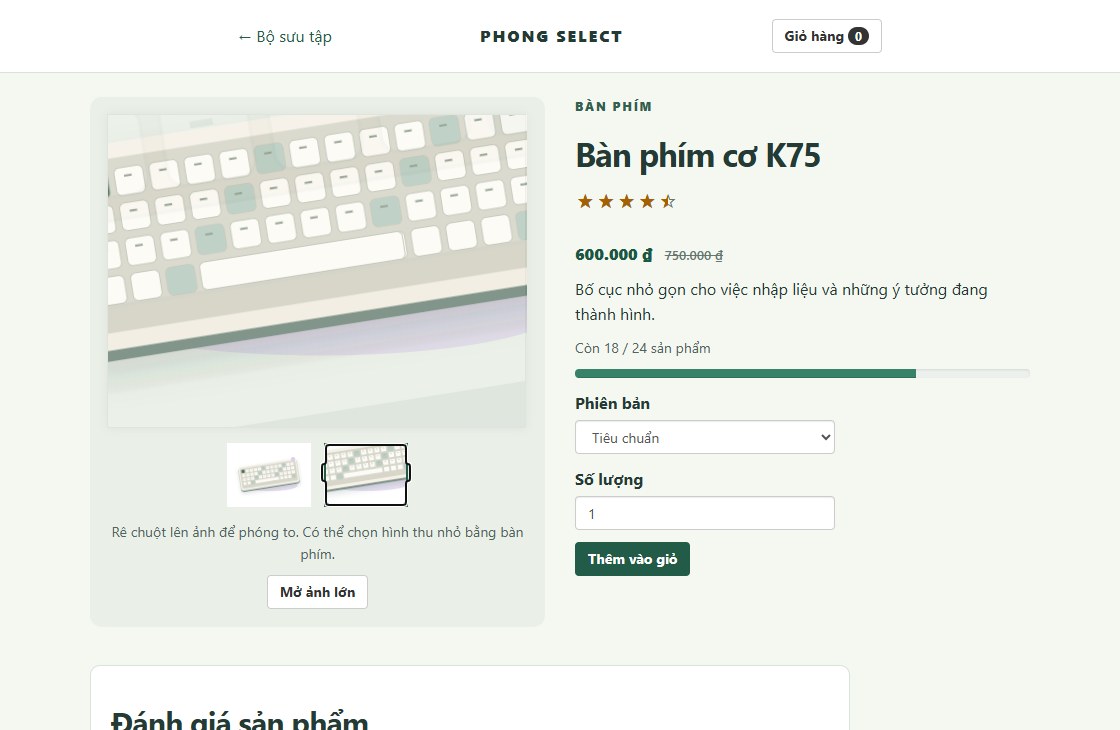 ← Bộ sưu tập
PHONG SELECT
Giỏ hàng 0
BÀN PHÍM
Bàn phím cơ K75
600.000 ₫ 750.000 ₫
Bố cục nhỏ gọn cho việc nhập liệu và những ý tưởng đang
thành hình.
Còn 18 / 24 sản phẩm
Phiên bản
Tiêu chuẩn
Số lượng
1
Thêm vào giỏ
Rê chuột lên ảnh để phóng to. Có thể chọn hình thu nhỏ bằng bàn
phím.
Mở ảnh lớn
Đánh giá sản phẩm